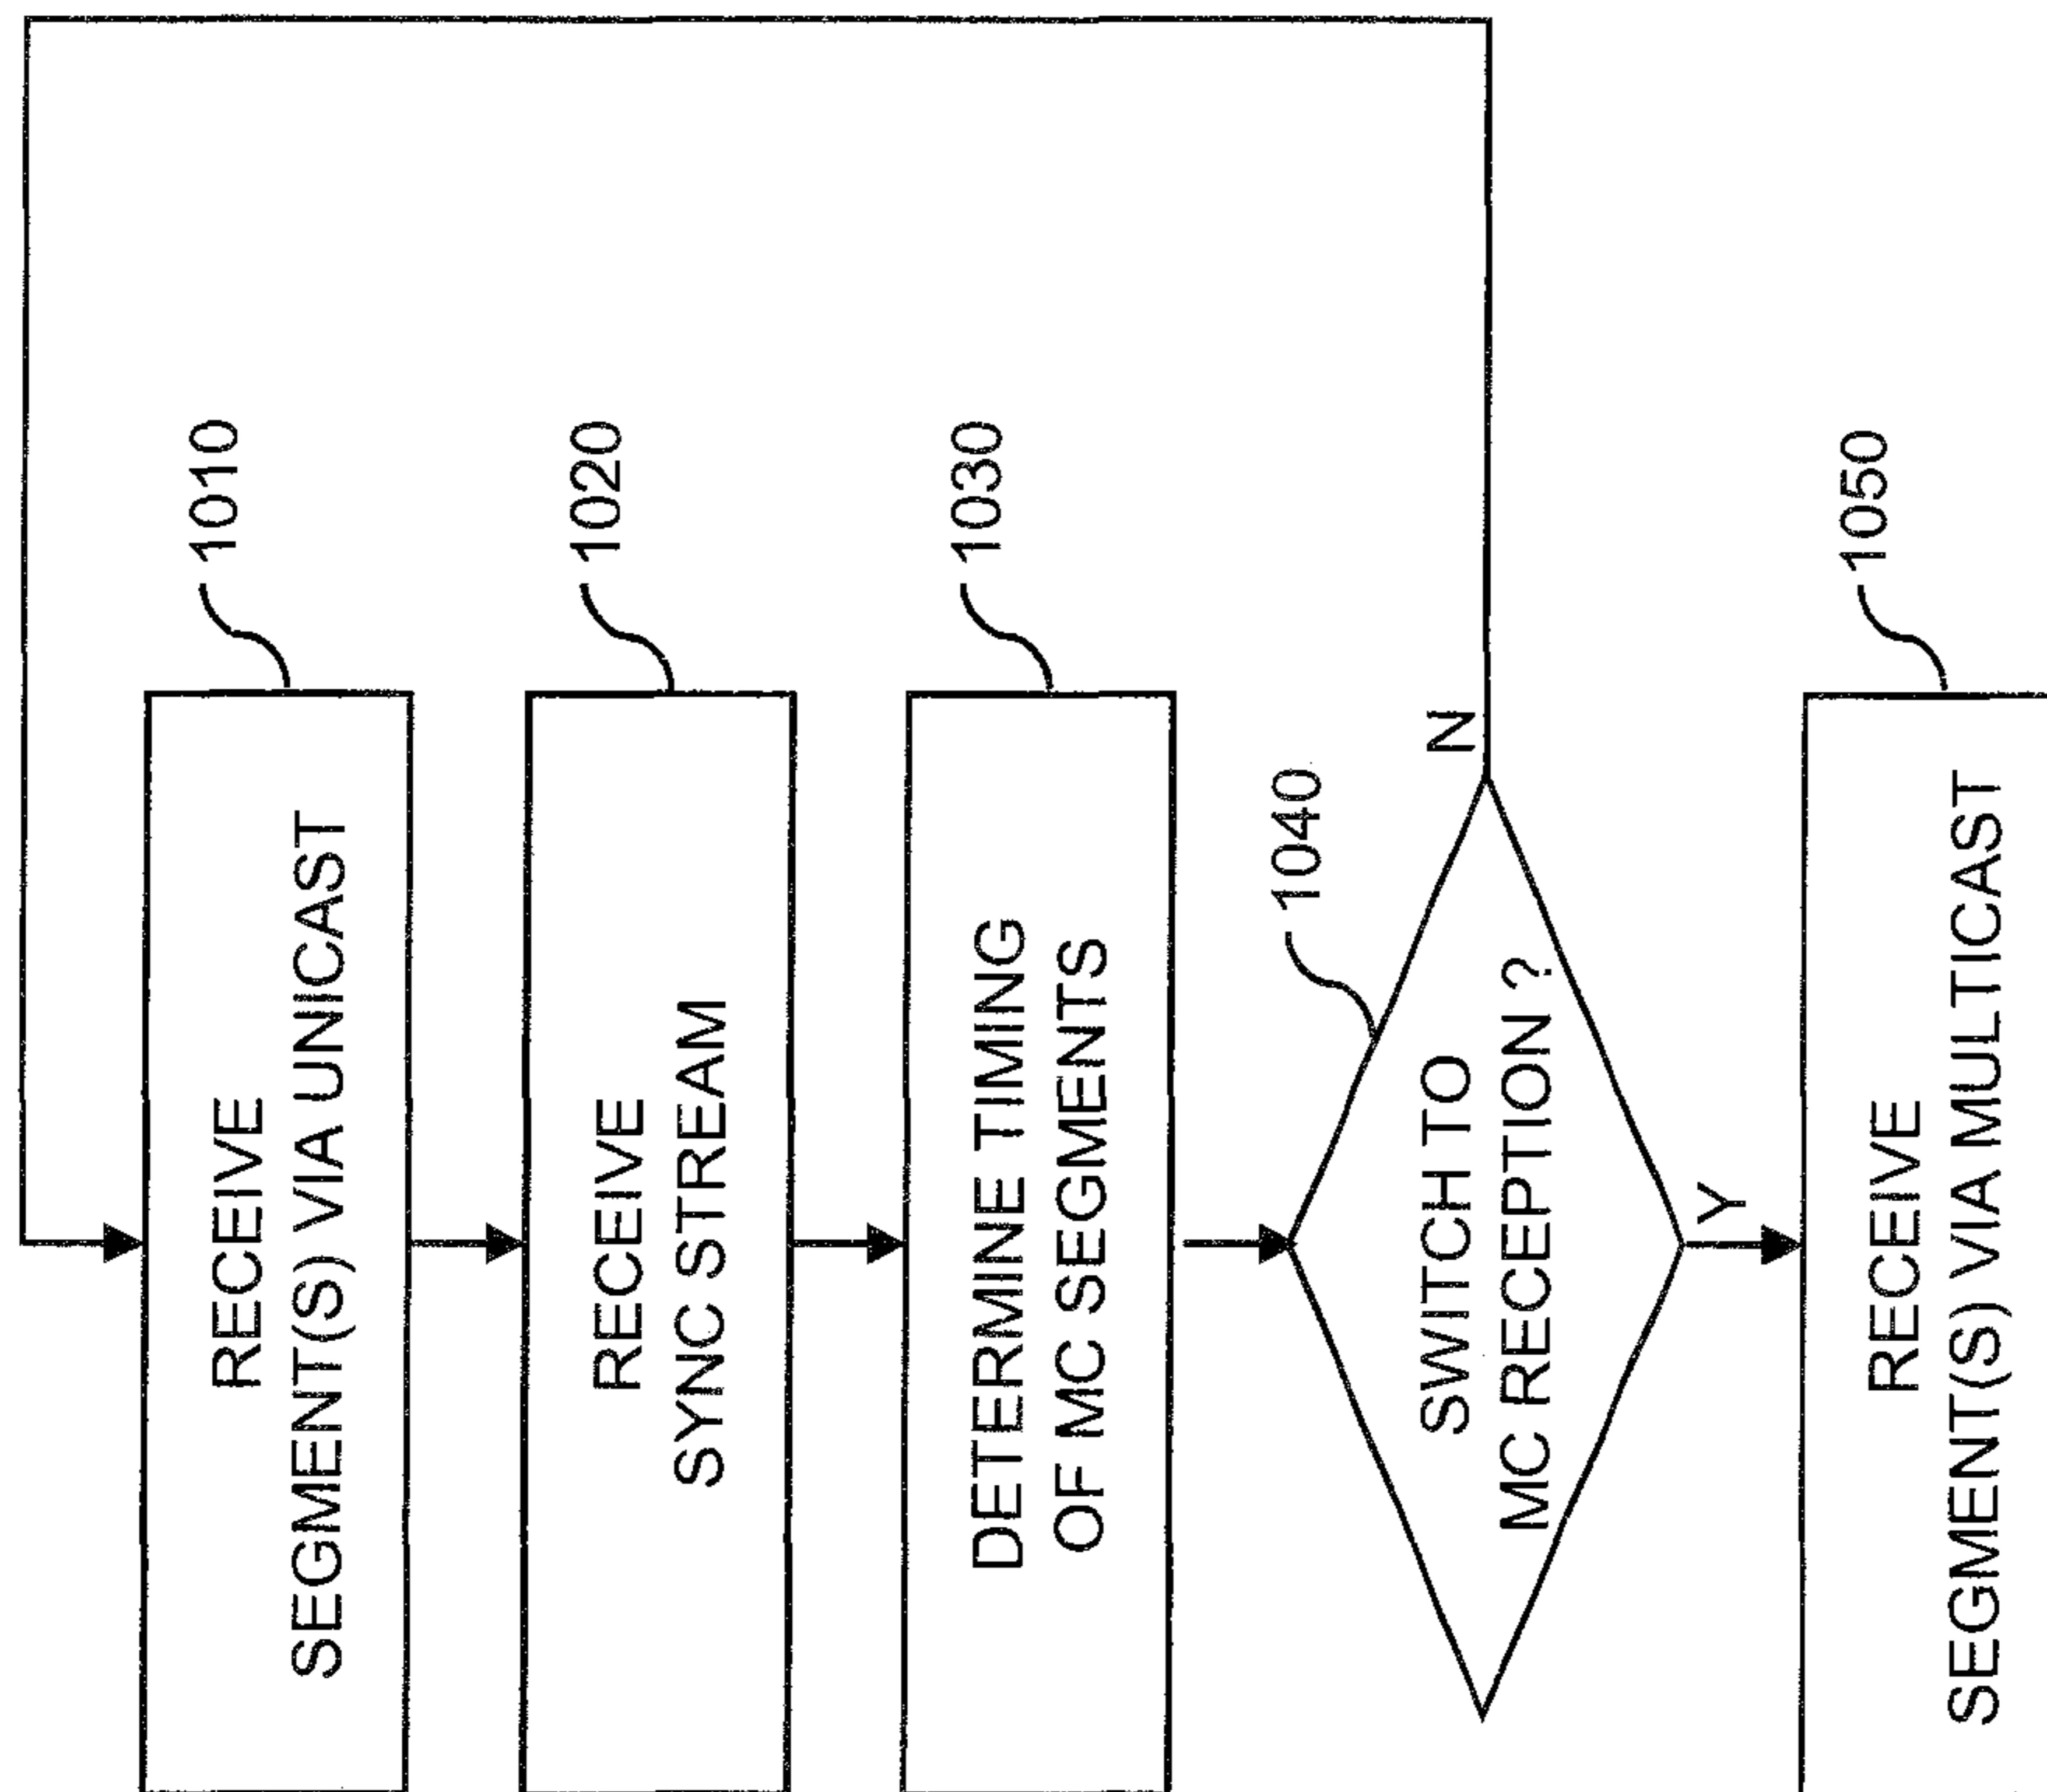 1010
RECEIVE
SEGMENT(S) VIA UNICAST
1020
RECEIVE
SYNC STREAM
1030
DETERMINE TIMING
OF MC SEGMENTS
1040
SWITCH TO
MC RECEPTION ?
N
Y
1050
RECEIVE
SEGMENT(S) VIA MULTICAST